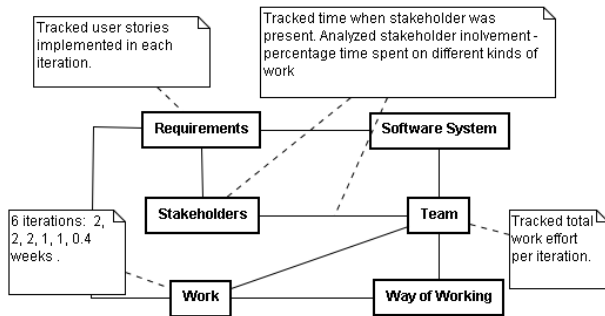 Tracked user stories
implemented in each
iteration.
Tracked time when stakeholder was
present. Analyzed stakeholder inolvement -
percentage time spent on different kinds of
work
Requirements
Software System
Stakeholders
Team
6 iterations: 2,
2, 2, 1, 1, 0.4
weeks .
Tracked total
work effort
per iteration.
Work
Way of Working